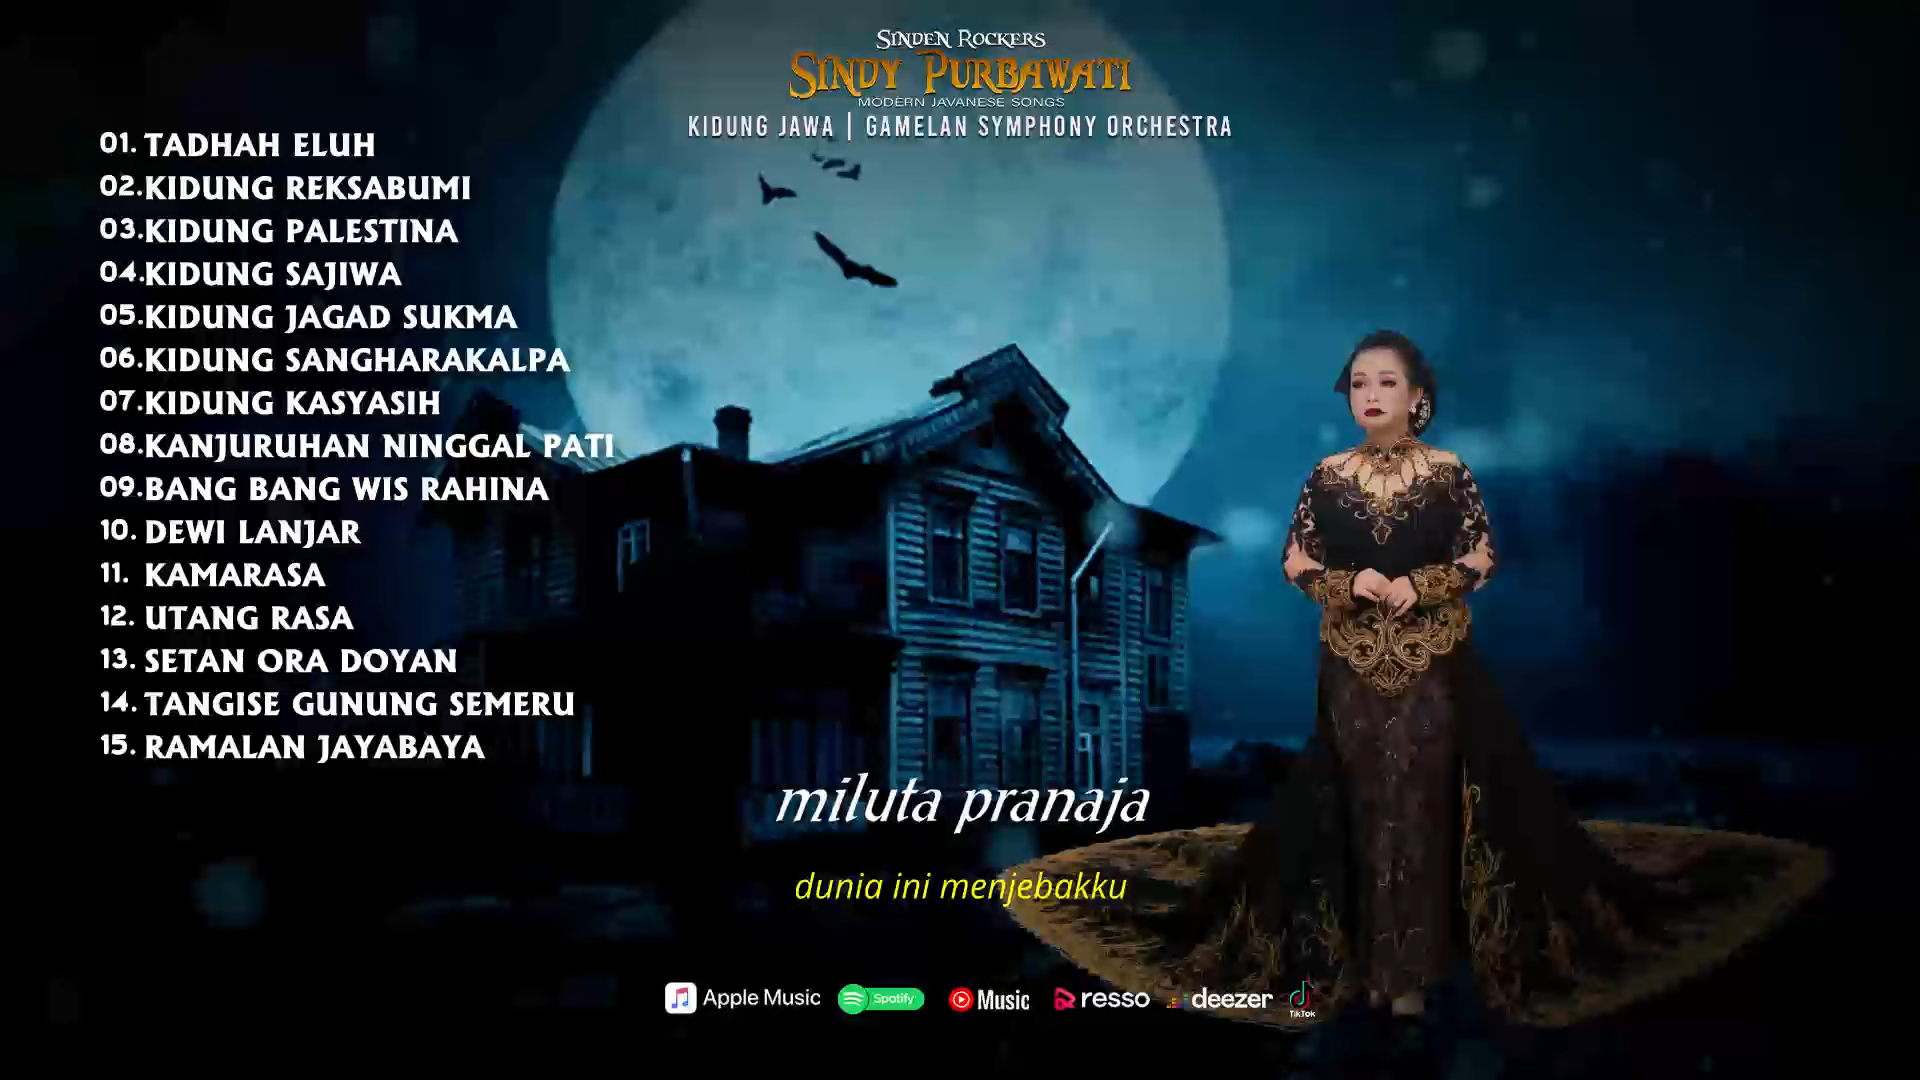 SINDEN ROCKERS
SINDY PURBAWATI
MODERN JAVANESE SONGS
KIDUNG JAWA | GAMELAN SYMPHONY ORCHESTRA
01. TADHAH ELUH
02. KIDUNG REKSABUMI
03. KIDUNG PALESTINA
04. KIDUNG SAJIWA
05. KIDUNG JAGAD SUKMA
06. KIDUNG SANGHARAKALPA
07. KIDUNG KASYASIH
08. KANJURUHAN NINGGAL PATI
09. BANG BANG WIS RAHINA
10. DEWI LANJAR
11. KAMARASA
12. UTANG RASA
13. SETAN ORA DOYAN
14. TANGISE GUNUNG SEMERU
15. RAMALAN JAYABAYA
miluta pranaja
dunia ini menjebakku
Apple Music Spotify Music resso deezer TikTok